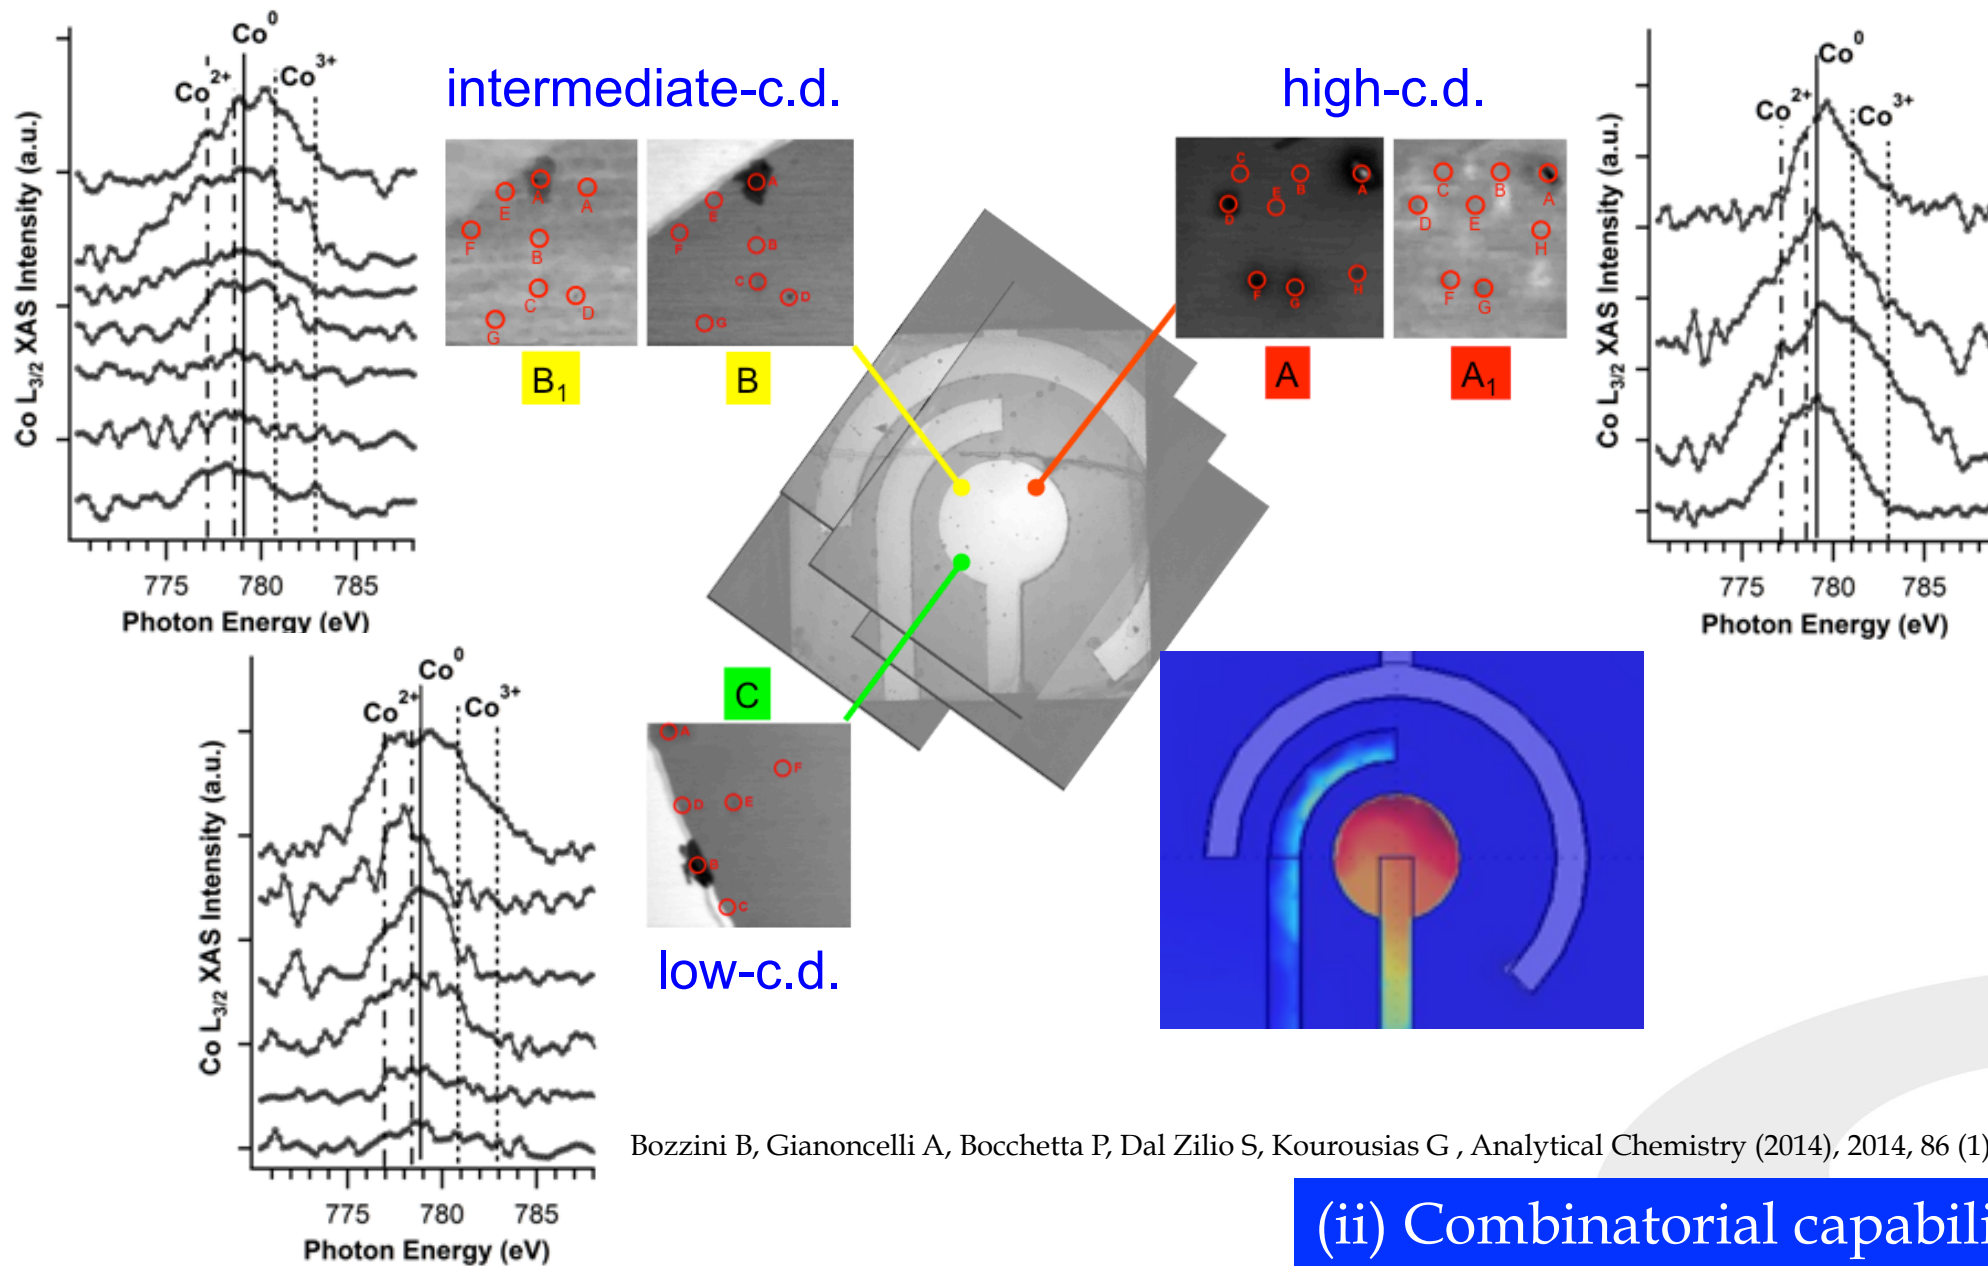 Co⁰
Co²⁺
Co³⁺
Co L₃/₂ XAS Intensity (a.u.)
775 780 785
Photon Energy (eV)
intermediate-c.d.
E A A
F B
C D
G
B₁
A
E
F B
C D
G
B
high-c.d.
C B A
D E
F G H
A
C B A
D E
H
F G
A₁
Co⁰
Co²⁺
Co³⁺
Co L₃/₂ XAS Intensity (a.u.)
775 780 785
Photon Energy (eV)
Co⁰
Co²⁺
Co³⁺
Co L₃/₂ XAS Intensity (a.u.)
775 780 785
Photon Energy (eV)
C
A
F
D E
B
C
low-c.d.
Bozzini B, Gianoncelli A, Bocchetta P, Dal Zilio S, Kourousias G , Analytical Chemistry (2014), 2014, 86 (1)
(ii) Combinatorial capabili